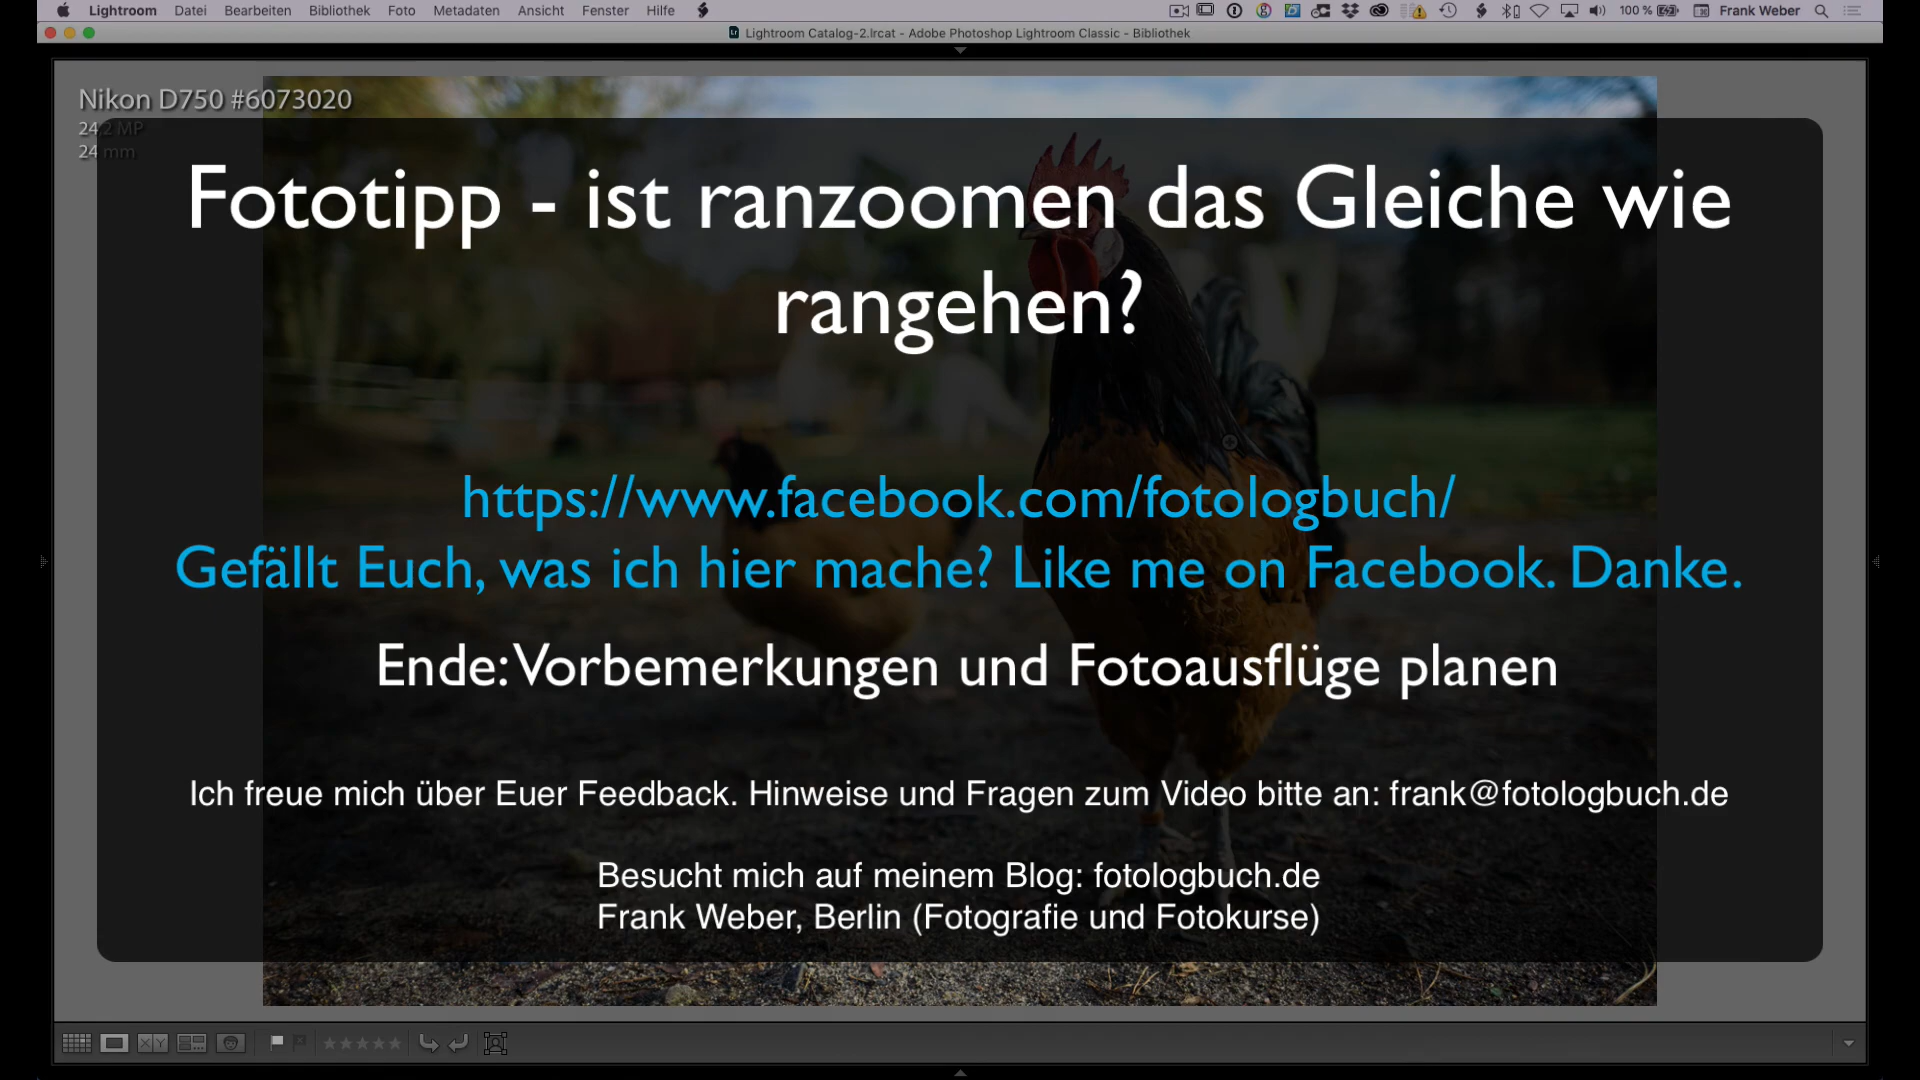 Lightroom Datei Bearbeiten Bibliothek Foto Metadaten Ansicht Fenster Hilfe 100 % Frank Weber
Lightroom Catalog-2.lrcat - Adobe Photoshop Lightroom Classic - Bibliothek
Nikon D750 #6073020
24,2 MP
24 mm
Fototipp - ist ranzoomen das Gleiche wie
rangehen?
https://www.facebook.com/fotologbuch/
Gefällt Euch, was ich hier mache? Like me on Facebook. Danke.
Ende: Vorbemerkungen und Fotoausflüge planen
Ich freue mich über Euer Feedback. Hinweise und Fragen zum Video bitte an: frank@fotologbuch.de
Besucht mich auf meinem Blog: fotologbuch.de
Frank Weber, Berlin (Fotografie und Fotokurse)
XY